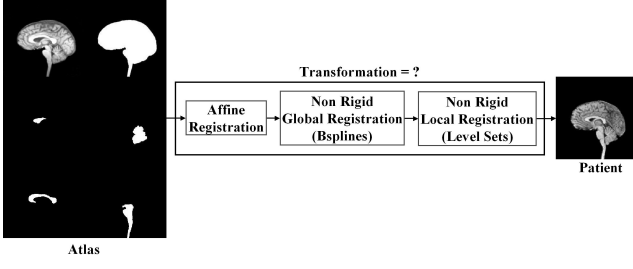 Transformation = ?
Affine
Registration
Non Rigid
Global Registration
(Bsplines)
Non Rigid
Local Registration
(Level Sets)
Patient
Atlas